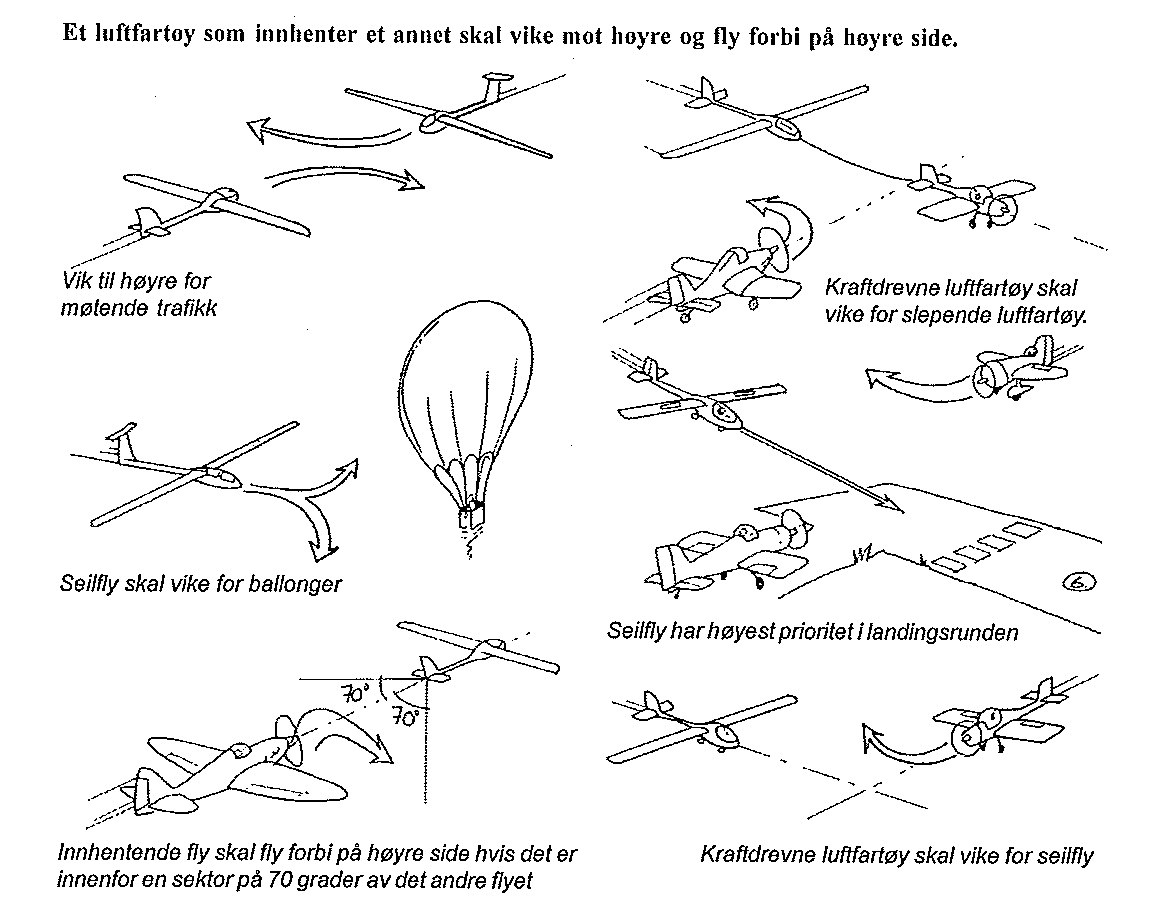 Et luftfartøy som innhenter et annet skal vike mot høyre og fly forbi på høyre side.
Vik til høyre for
møtende trafikk
Kraftdrevne luftfartøy skal
vike for slepende luftfartøy.
Seilfly skal vike for ballonger
6.
Seilfly har høyest prioritet i landingsrunden
70°
70°
Innhentende fly skal fly forbi på høyre side hvis det er
innenfor en sektor på 70 grader av det andre flyet
Kraftdrevne luftfartøy skal vike for seilfly